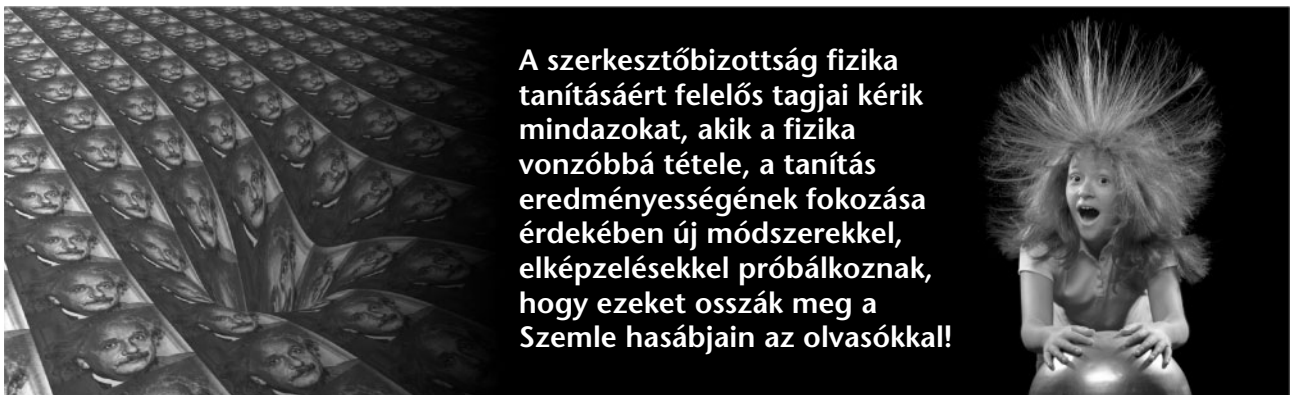 A szerkesztőbizottság fizika
tanításáért felelős tagjai kérik
mindazokat, akik a fizika
vonzóbbá tétele, a tanítás
eredményességének fokozása
érdekében új módszerekkel,
elképzelésekkel próbálkoznak,
hogy ezeket osszák meg a
Szemle hasábjain az olvasókkal!